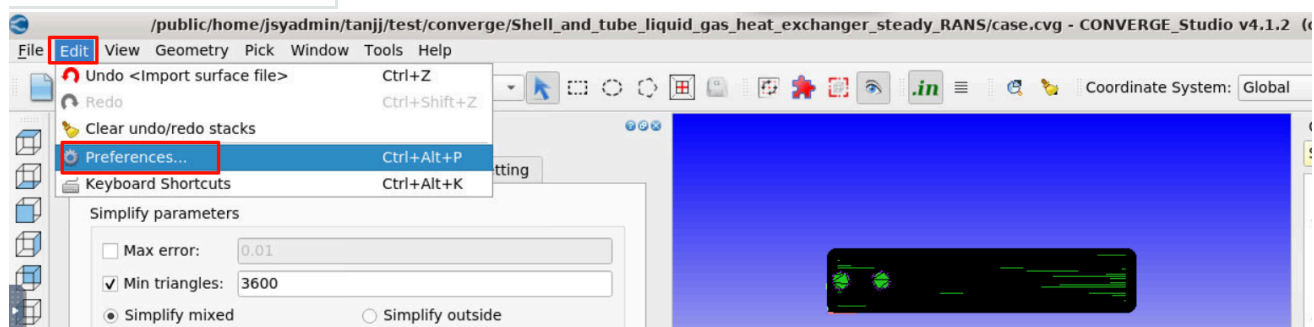 /public/home/jsyadmin/tanjj/test/converge/Shell_and_tube_liquid_gas_heat_exchanger_steady_RANS/case.cvg - CONVERGE_Studio v4.1.2
File Edit View Geometry Pick Window Tools Help
Undo <Import surface file> Ctrl+Z
Redo Ctrl+Shift+Z
.in Coordinate System: Global
Clear undo/redo stacks
Preferences... Ctrl+Alt+P
tting
Keyboard Shortcuts Ctrl+Alt+K
Simplify parameters
Max error: 0.01
Min triangles: 3600
Simplify mixed Simplify outside